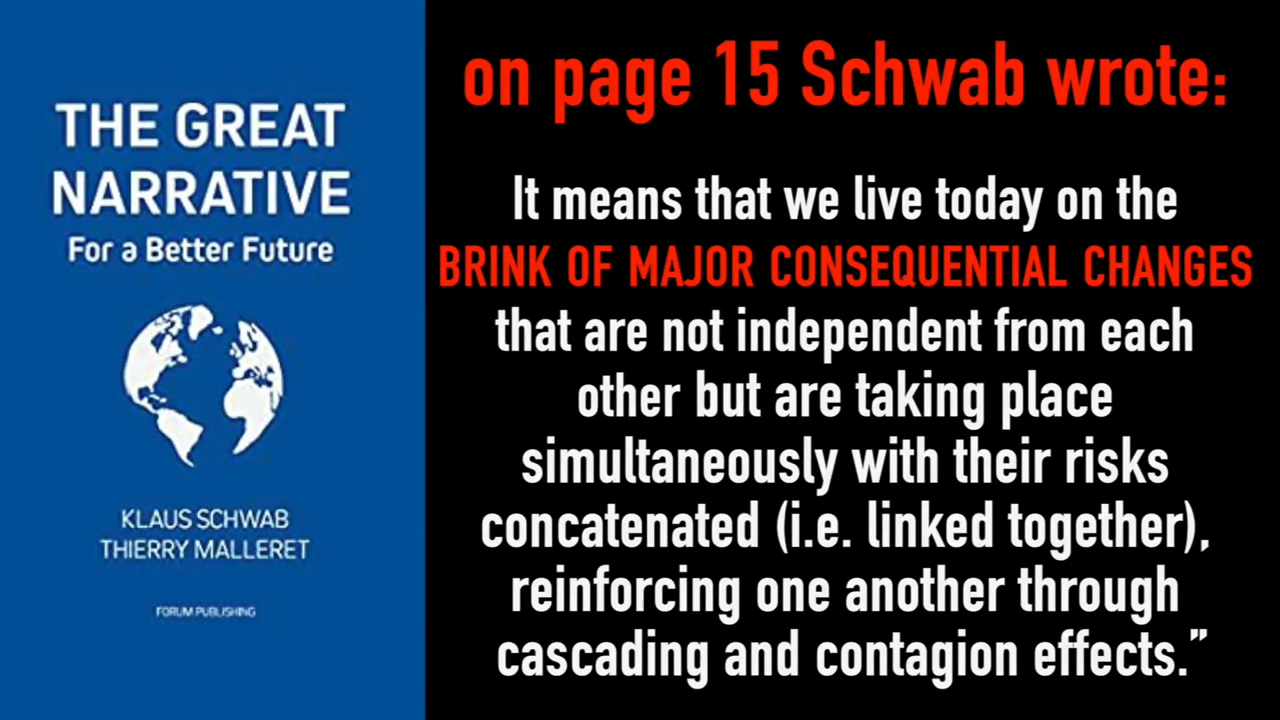 THE GREAT
NARRATIVE
For a Better Future
KLAUS SCHWAB
THIERRY MALLERET
FORUM PUBLISHING
on page 15 Schwab wrote:
It means that we live today on the
BRINK OF MAJOR CONSEQUENTIAL CHANGES
that are not independent from each
other but are taking place
simultaneously with their risks
concatenated (i.e. linked together),
reinforcing one another through
cascading and contagion effects.”